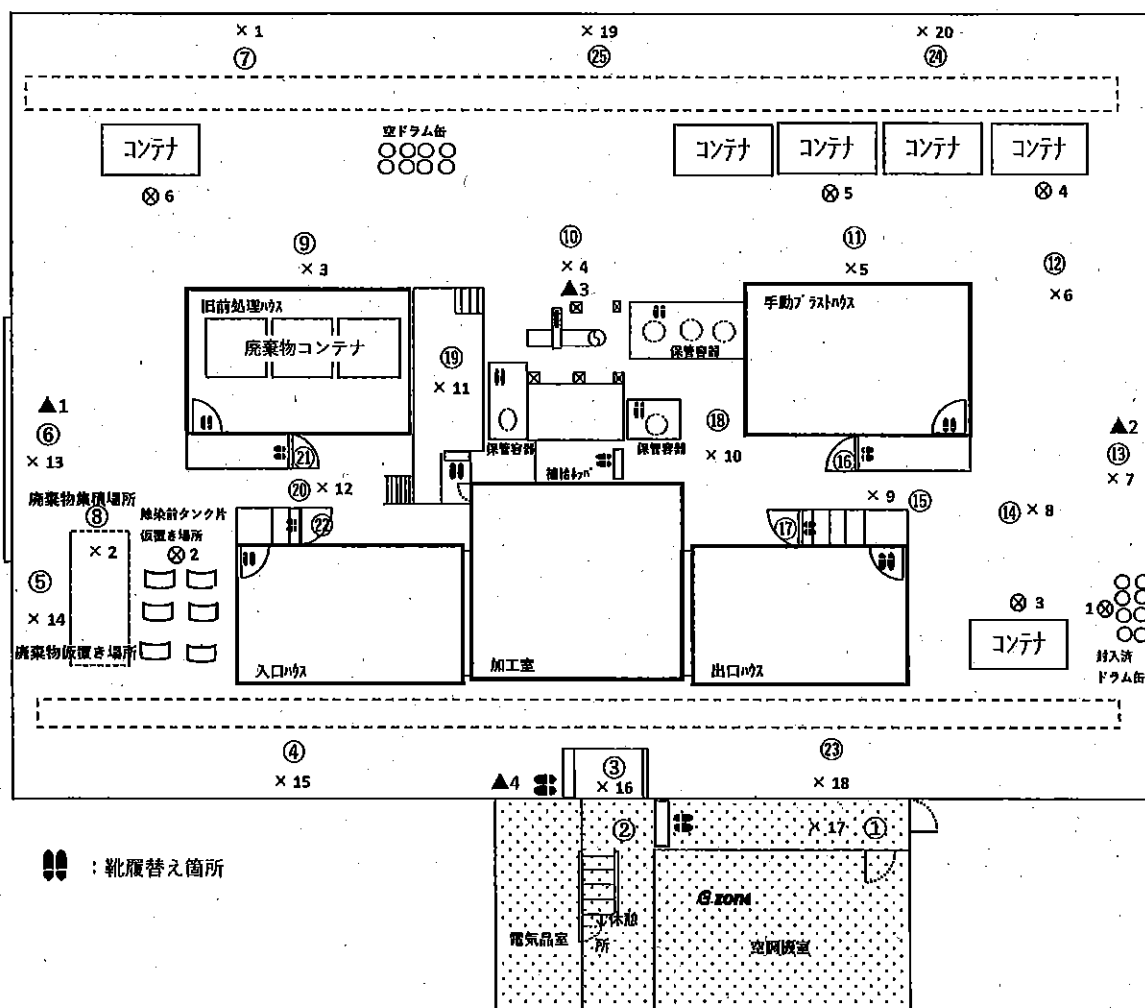 × 1
× 19
× 20
⑦
㉕
㉔
コンテナ
空ドラム缶
コンテナ
コンテナ
コンテナ
コンテナ
⊗ 6
⊗ 5
⊗ 4
⑨
⑩
⑪
⑫
× 3
× 4
× 5
× 6
▲3
旧前処理ハウス
手動ブラストハウス
廃棄物コンテナ
保管容器
⑲
× 11
▲1
⑥
× 13
⑱
× 10
保管容器
保管容器
▲2
⑬
× 7
㉑
⑯
⑳ × 12
× 9 ⑮
⑭ × 8
廃棄物集積場所
⑧
除染前タンク片
仮置き場所
× 2
⊗ 2
㉒
⑰
⑤
× 14
⊗ 3
1 ⊗
コンテナ
廃棄物仮置き場所
入口ハウス
加工室
出口ハウス
封入済
ドラム缶
④
× 15
▲4
③
× 16
㉓
× 18
②
× 17 ①
:靴履替え箇所
G zone
電気品室
所
空調機室